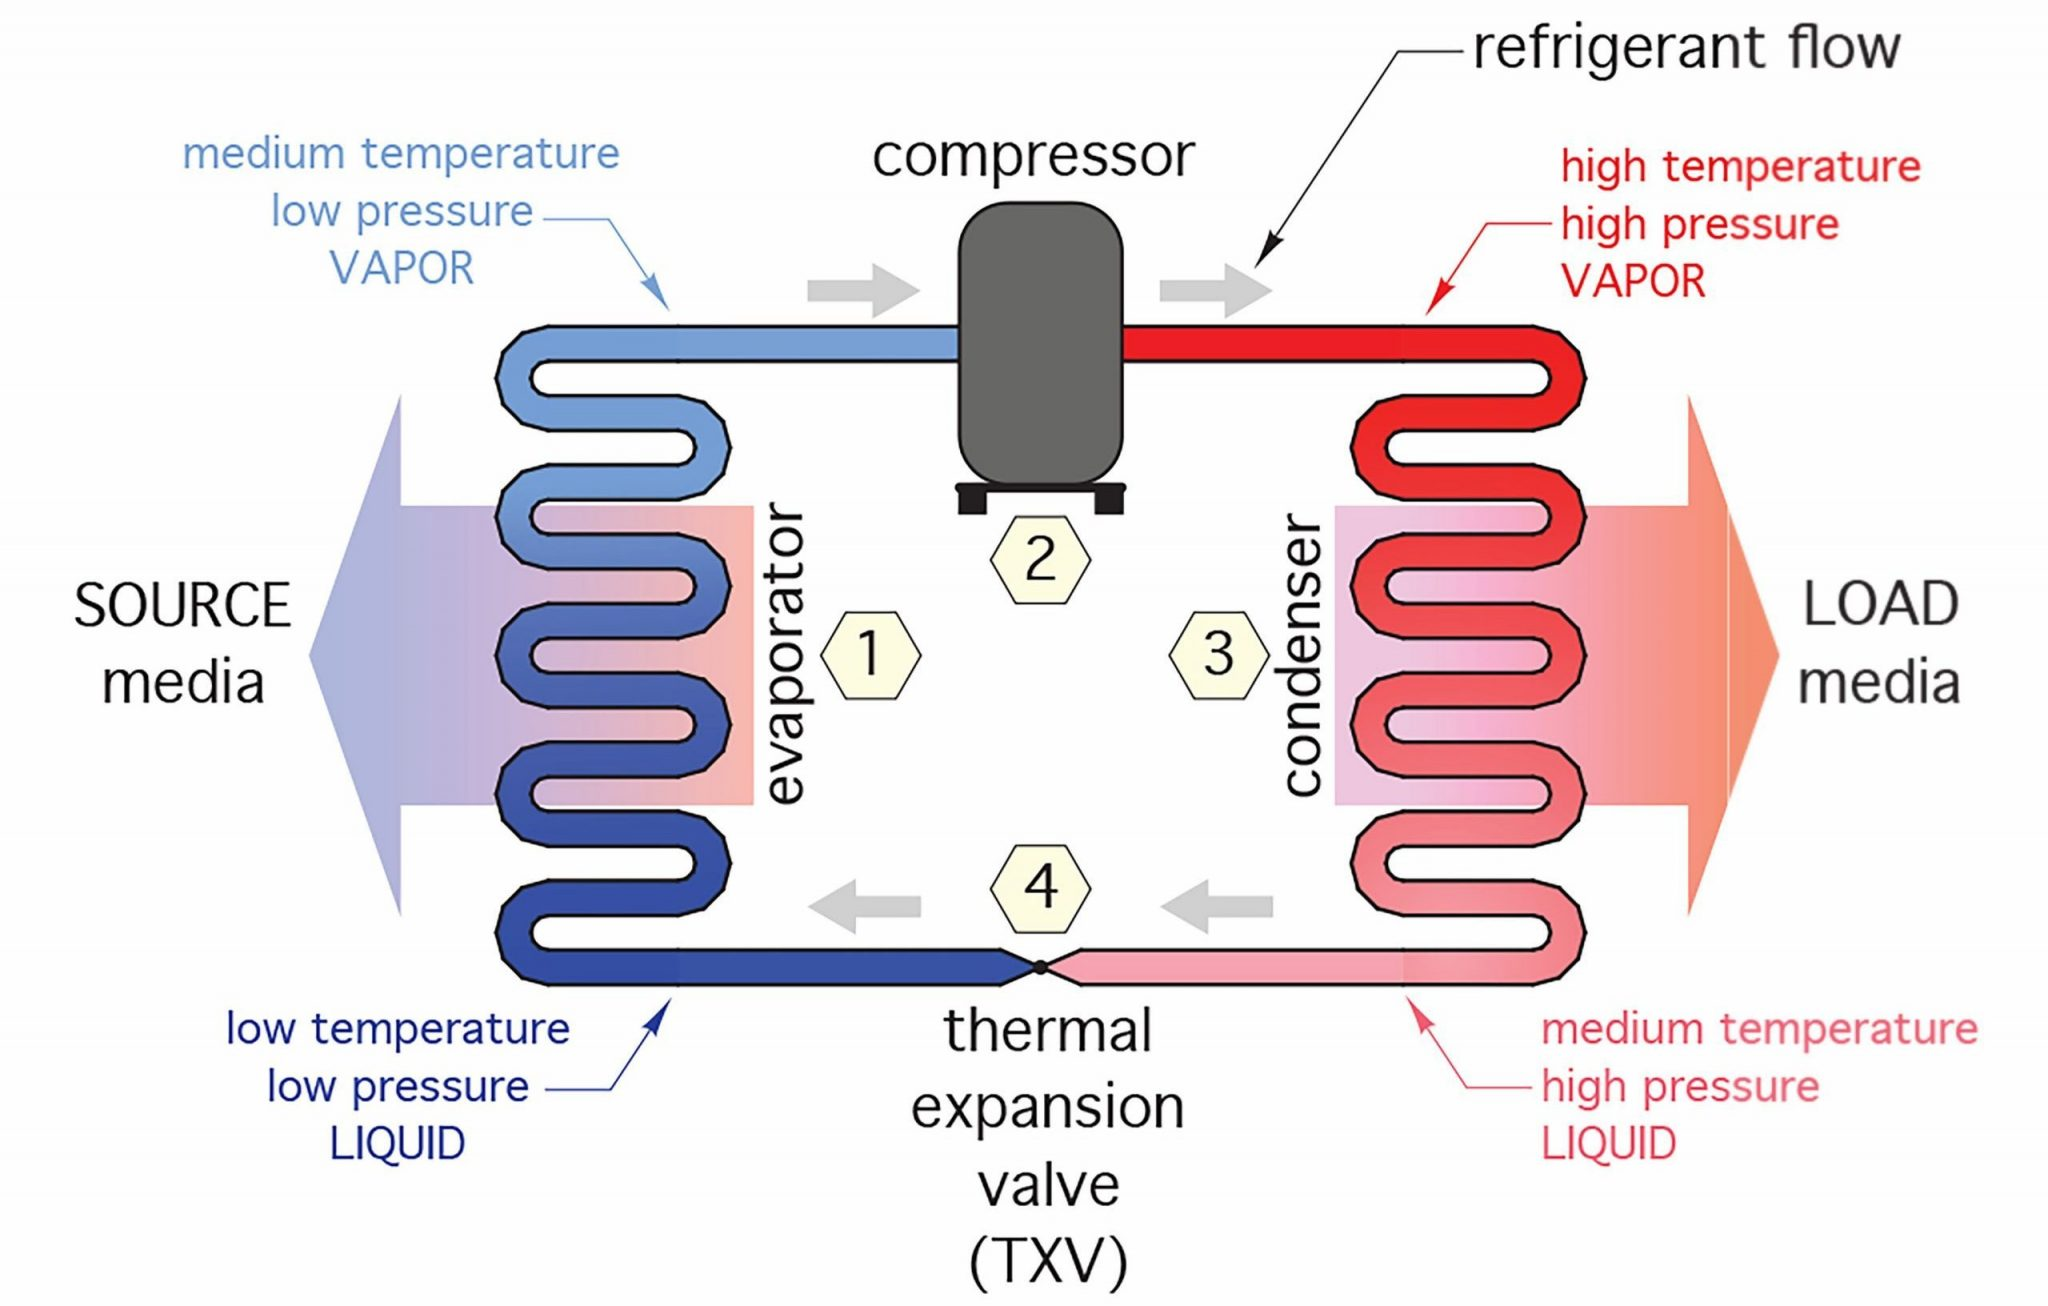 refrigerant flow
compressor
medium temperature
low pressure
VAPOR
high temperature
high pressure
VAPOR
SOURCE
media
evaporator
1
2
3
condenser
LOAD
media
4
low temperature
low pressure
LIQUID
thermal
expansion
valve
(TXV)
medium temperature
high pressure
LIQUID